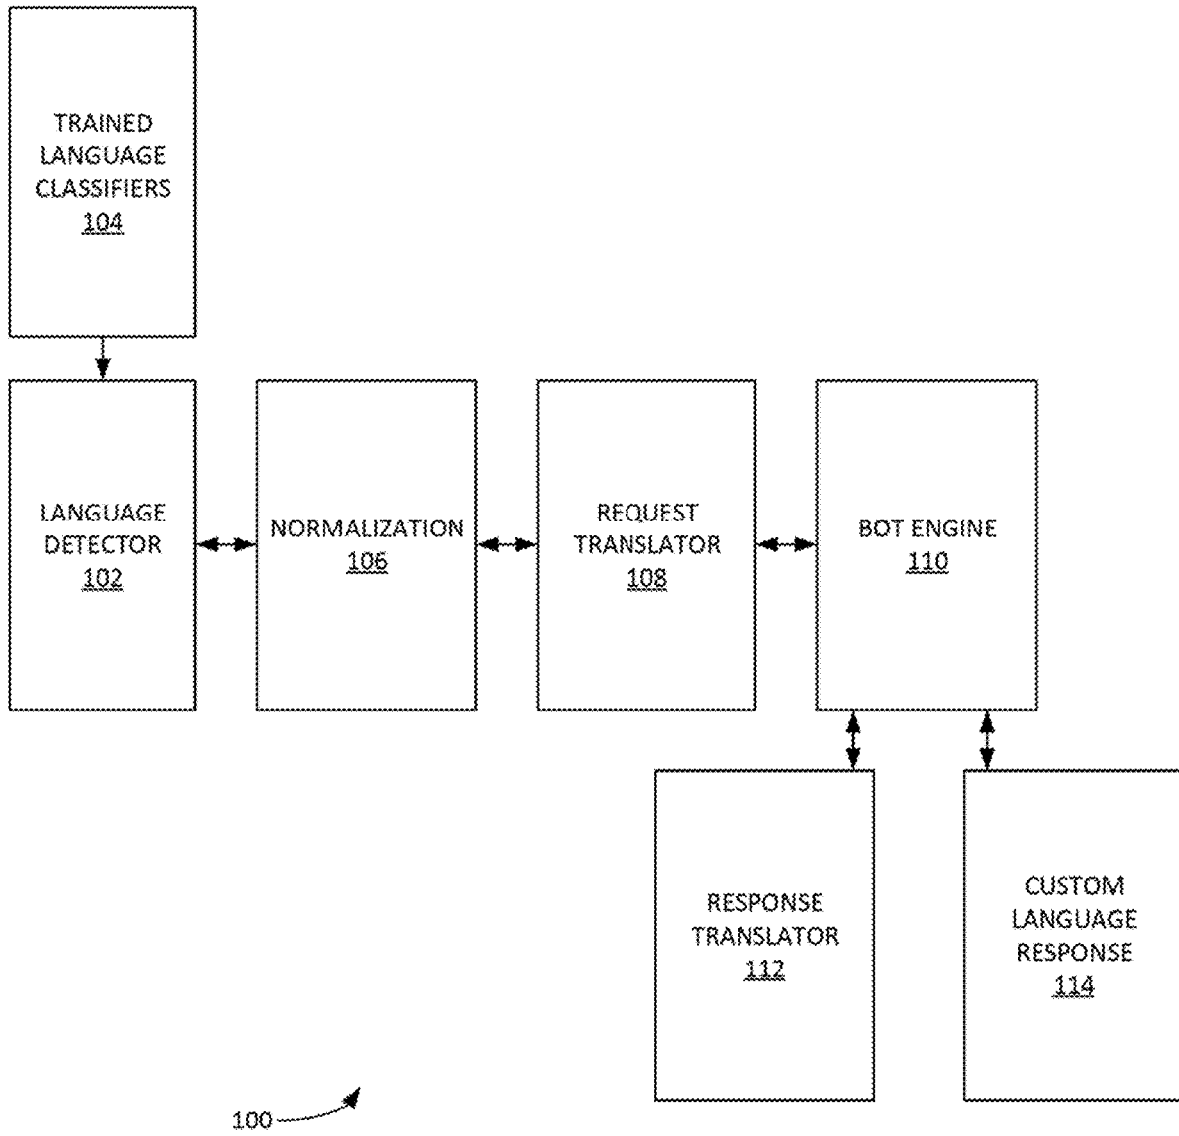 TRAINED
LANGUAGE
CLASSIFIERS
104
LANGUAGE
DETECTOR
102
NORMALIZATION
106
REQUEST
TRANSLATOR
108
BOT ENGINE
110
RESPONSE
TRANSLATOR
112
CUSTOM
LANGUAGE
RESPONSE
114
100